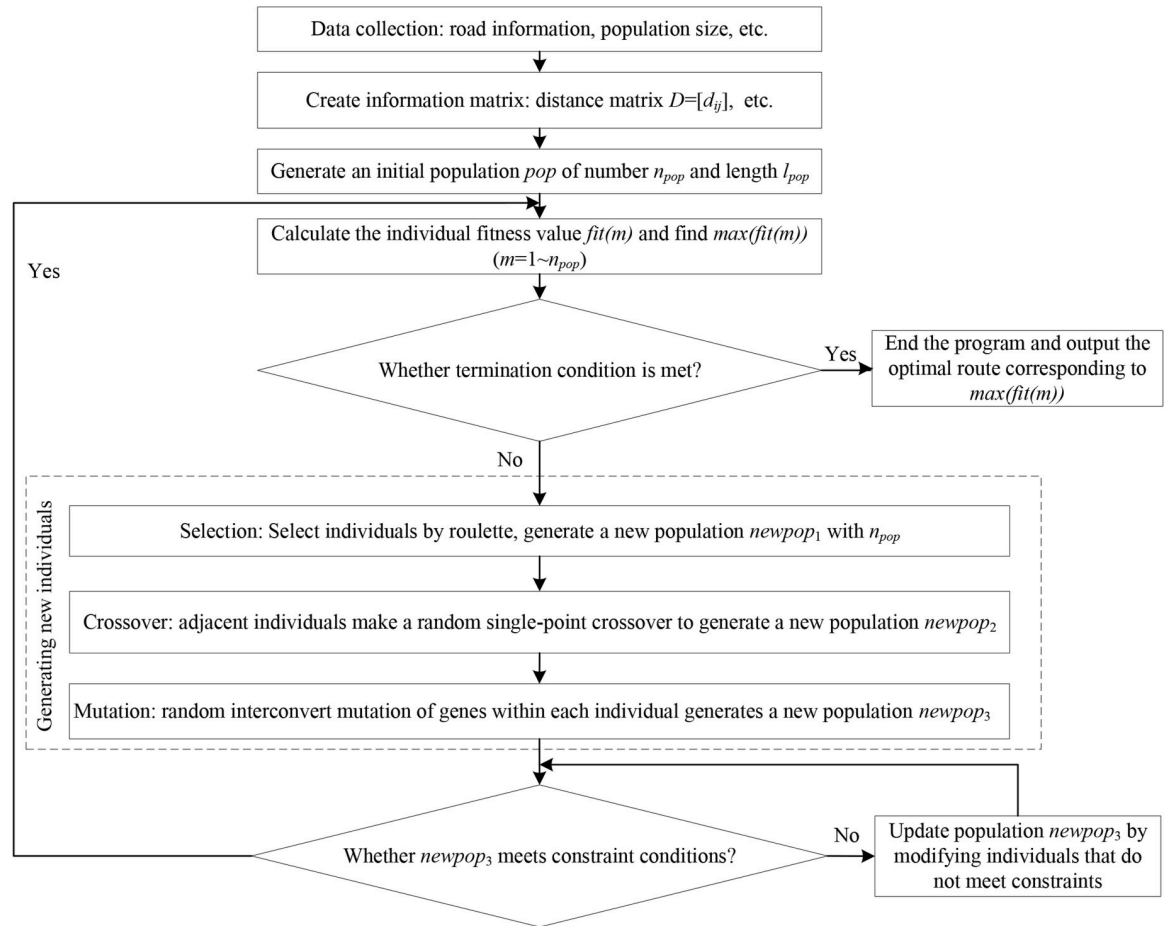 Data collection: road information, population size, etc.
Create information matrix: distance matrix D=[dij], etc.
Generate an initial population pop of number npop and length lpop
Calculate the individual fitness value fit(m) and find max(fit(m))
(m=1~npop)
Yes
Whether termination condition is met?
Yes
End the program and output the
optimal route corresponding to
max(fit(m))
No
Generating new individuals
Selection: Select individuals by roulette, generate a new population newpop1 with npop
Crossover: adjacent individuals make a random single-point crossover to generate a new population newpop2
Mutation: random interconvert mutation of genes within each individual generates a new population newpop3
Whether newpop3 meets constraint conditions?
No
Update population newpop3 by
modifying individuals that do
not meet constraints